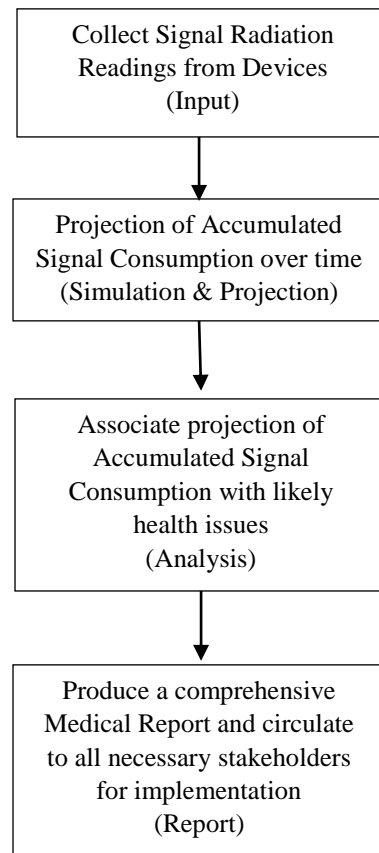 Collect Signal Radiation
Readings from Devices
(Input)
Projection of Accumulated
Signal Consumption over time
(Simulation & Projection)
Associate projection of
Accumulated Signal
Consumption with likely
health issues
(Analysis)
Produce a comprehensive
Medical Report and circulate
to all necessary stakeholders
for implementation
(Report)